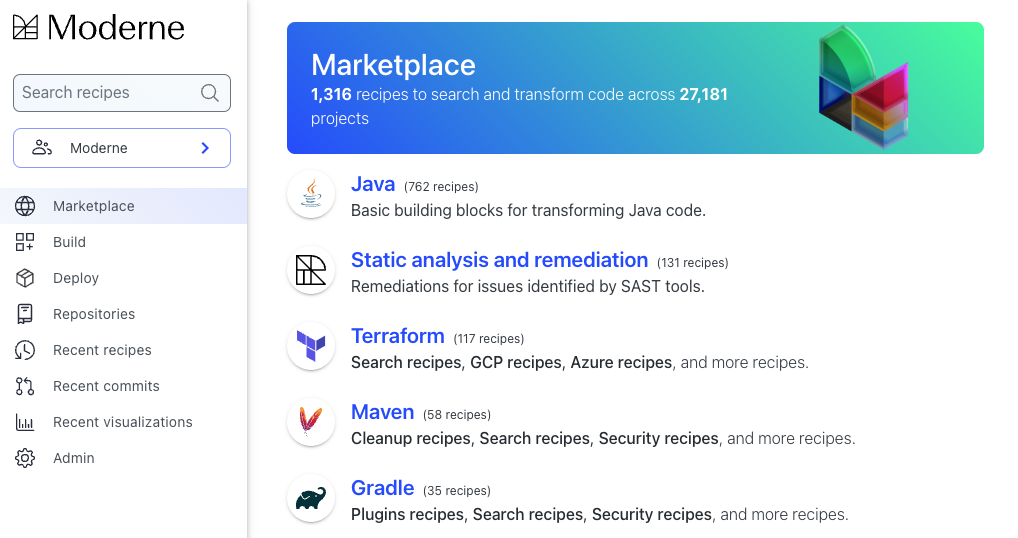 Moderne
Search recipes
Moderne
Marketplace
Build
Deploy
Repositories
Recent recipes
Recent commits
Recent visualizations
Admin
Marketplace
1,316 recipes to search and transform code across 27,181
projects
Java (762 recipes)
Basic building blocks for transforming Java code.
Static analysis and remediation (131 recipes)
Remediations for issues identified by SAST tools.
Terraform (117 recipes)
Search recipes, GCP recipes, Azure recipes, and more recipes.
Maven (58 recipes)
Cleanup recipes, Search recipes, Security recipes, and more recipes.
Gradle (35 recipes)
Plugins recipes, Search recipes, Security recipes, and more recipes.